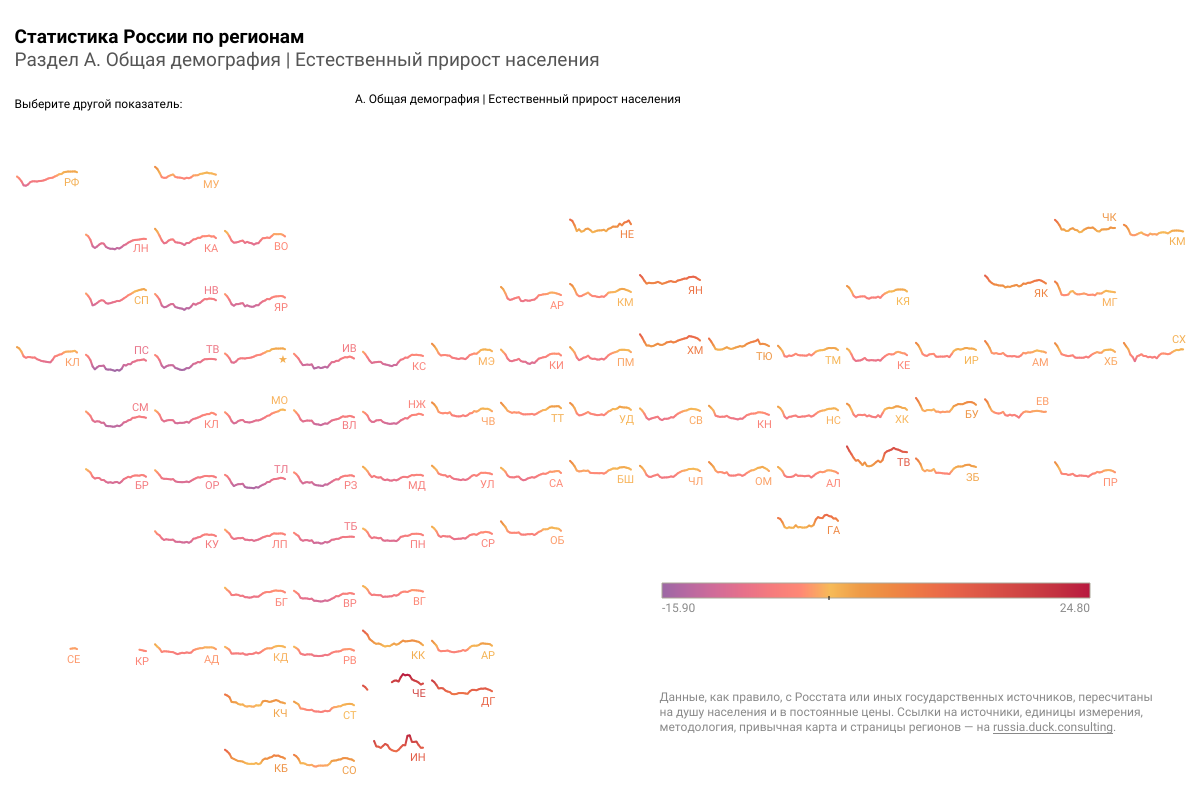 Статистика России по регионам
Раздел А. Общая демография | Естественный прирост населения
Выберите другой показатель:
А. Общая демография | Естественный прирост населения
РФ МУ
ЛН КА ВО НЕ ЧК КМ
СП НВ ЯР АР КМ ЯН КЯ ЯК МГ
КЛ ПС ТВ ★ ИВ КС МЭ КИ ПМ ХМ ТЮ ТМ КЕ ИР АМ ХБ СХ
СМ КЛ МО ВЛ НЖ ЧВ ТТ УД СВ КН НС ХК БУ ЕВ
БР ОР ТЛ РЗ МД УЛ СА БШ ЧЛ ОМ АЛ ТВ ЗБ ПР
КУ ЛП ТБ ПН СР ОБ ГА
БГ ВР ВГ
-15.90 24.80
СЕ КР АД КД РВ КК АР
КЧ СТ ЧЕ ДГ
КБ СО ИН
Данные, как правило, с Росстата или иных государственных источников, пересчитаны
на душу населения и в постоянные цены. Ссылки на источники, единицы измерения,
методология, привычная карта и страницы регионов — на russia.duck.consulting.